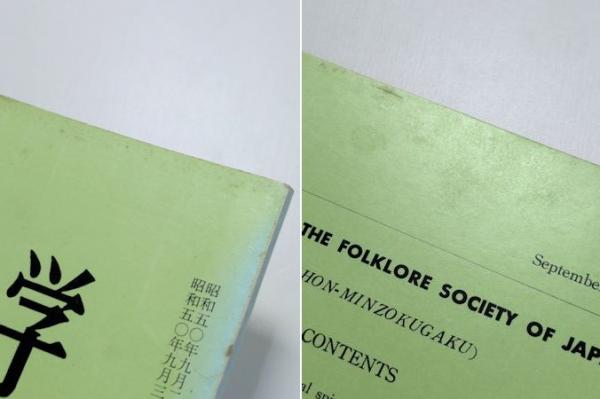 学
昭和五〇年九月
昭和五〇年九月三
September
THE FOLKLORE SOCIETY OF JAP
HON-MINZOKUGAKU)
CONTENTS